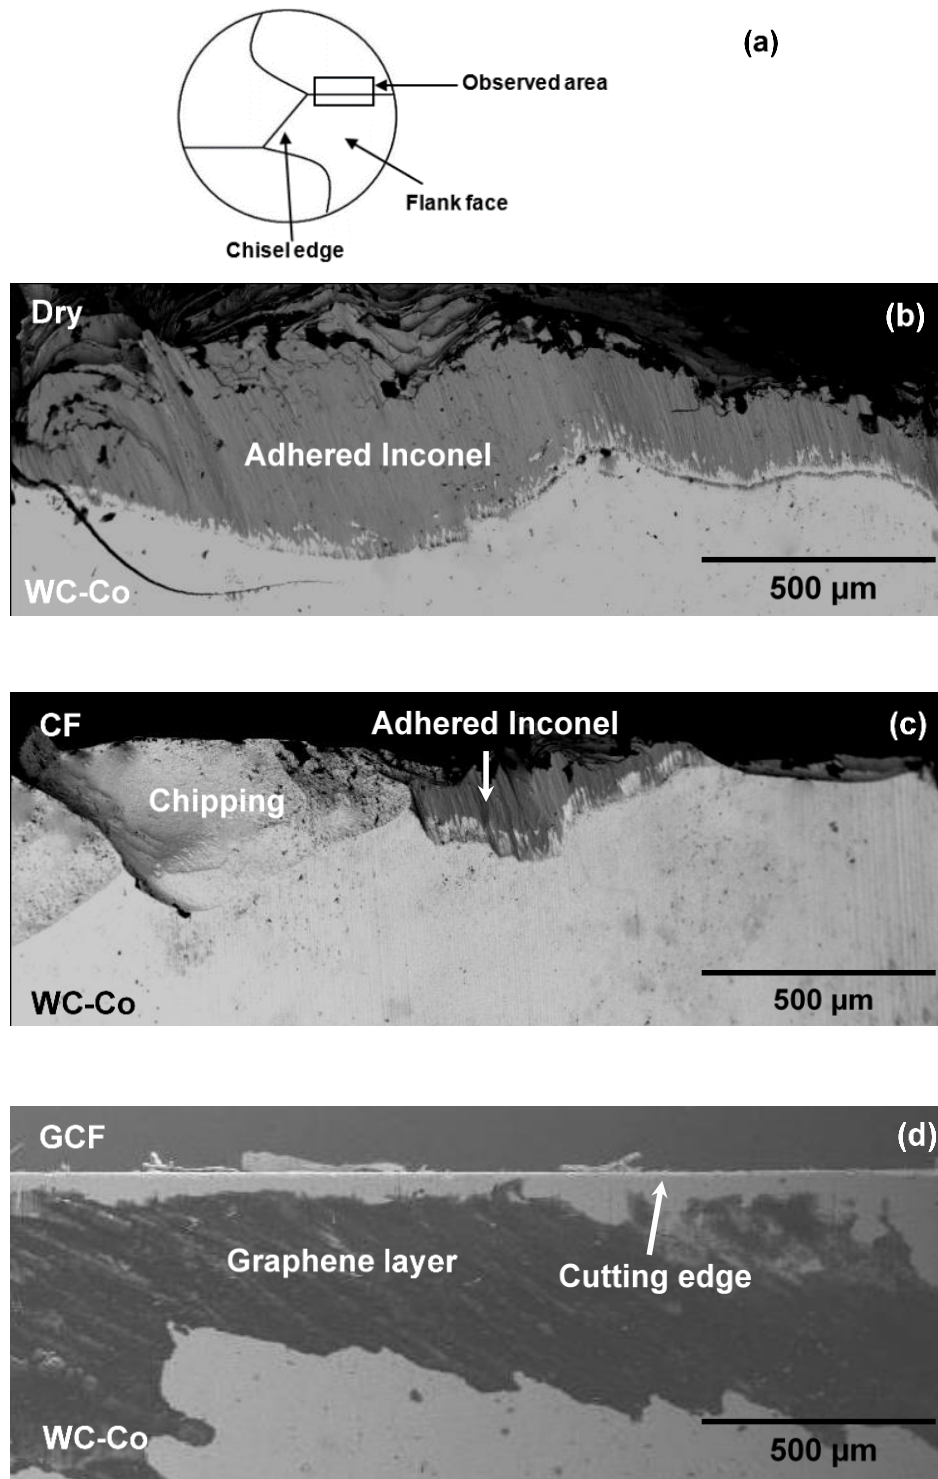 (a)
Observed area
Flank face
Chisel edge
Dry
(b)
Adhered Inconel
WC-Co
500 µm
CF
Adhered Inconel
(c)
Chipping
WC-Co
500 µm
GCF
(d)
Graphene layer
Cutting edge
WC-Co
500 µm